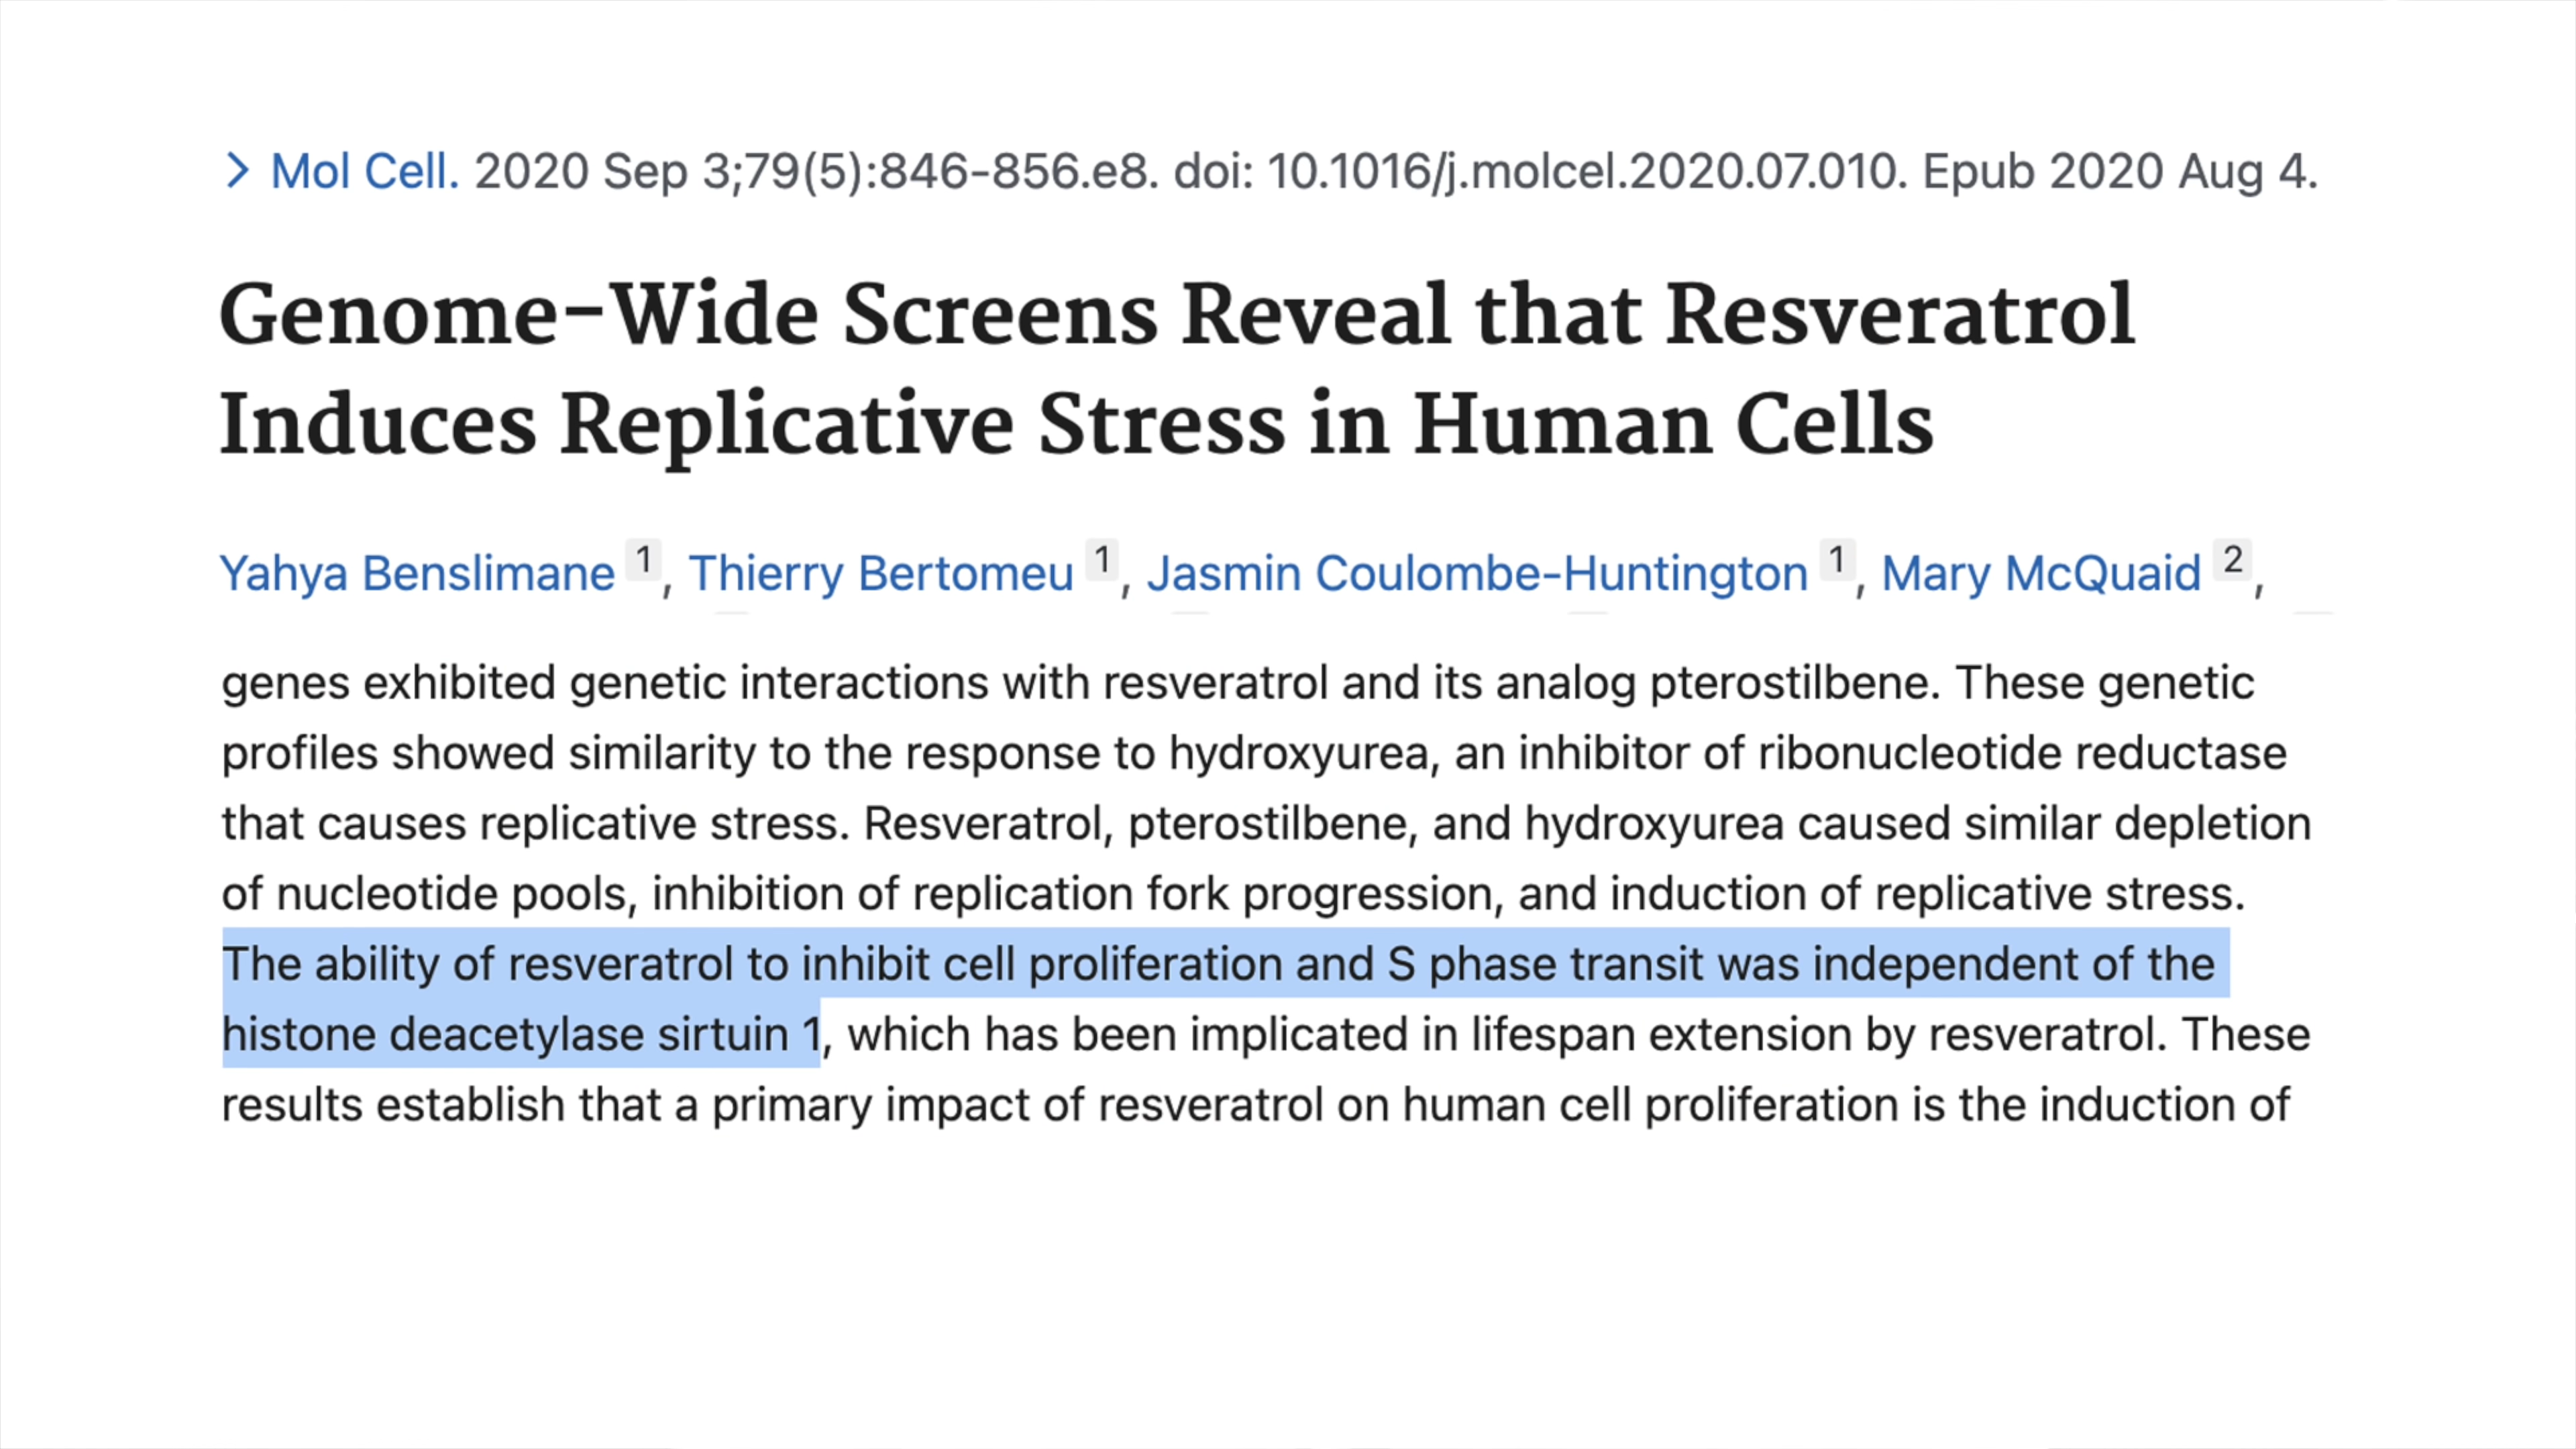 > Mol Cell. 2020 Sep 3;79(5):846-856.e8. doi: 10.1016/j.molcel.2020.07.010. Epub 2020 Aug 4.
Genome-Wide Screens Reveal that Resveratrol
Induces Replicative Stress in Human Cells
Yahya Benslimane 1, Thierry Bertomeu 1, Jasmin Coulombe-Huntington 1, Mary McQuaid 2,
genes exhibited genetic interactions with resveratrol and its analog pterostilbene. These genetic
profiles showed similarity to the response to hydroxyurea, an inhibitor of ribonucleotide reductase
that causes replicative stress. Resveratrol, pterostilbene, and hydroxyurea caused similar depletion
of nucleotide pools, inhibition of replication fork progression, and induction of replicative stress.
The ability of resveratrol to inhibit cell proliferation and S phase transit was independent of the
histone deacetylase sirtuin 1, which has been implicated in lifespan extension by resveratrol. These
results establish that a primary impact of resveratrol on human cell proliferation is the induction of